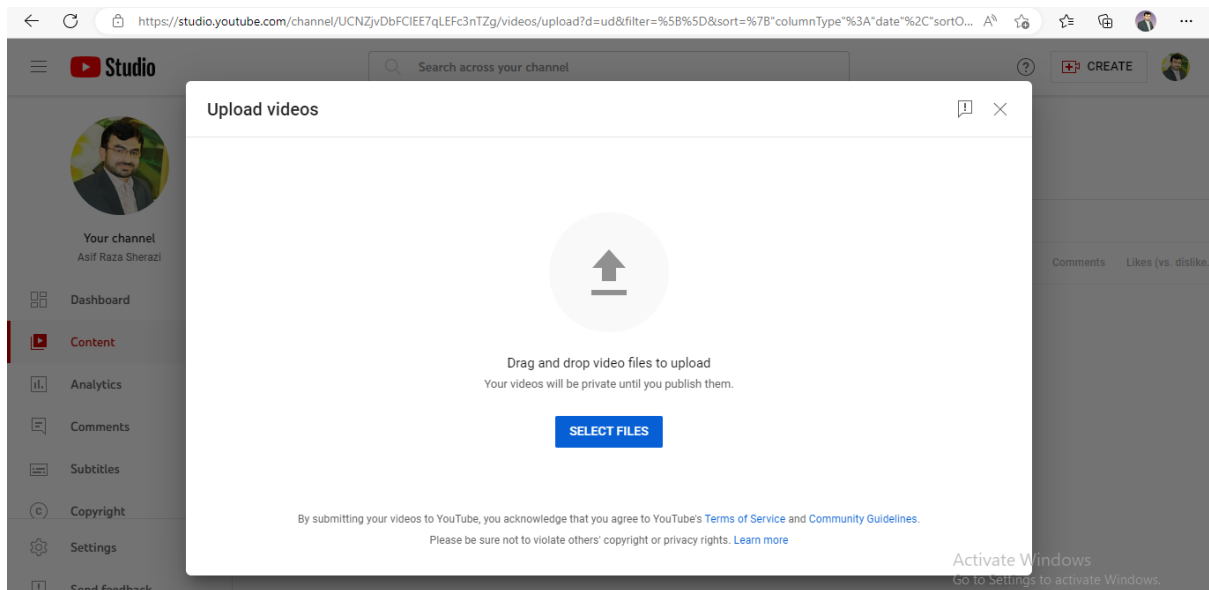 https://studio.youtube.com/channel/UCNZjvDbFCIEE7qLEFc3nTZg/videos/upload?d=ud&filter=%5B%5D&sort=%7B"columnType"%3A"date"%2C"sortO...
Studio
Search across your channel
CREATE
Upload videos
Your channel
Asif Raza Sherazi
Comments Likes (vs. dislike
Dashboard
Content
Analytics
Comments
Subtitles
Copyright
Settings
Send feedback
Drag and drop video files to upload
Your videos will be private until you publish them.
SELECT FILES
By submitting your videos to YouTube, you acknowledge that you agree to YouTube's Terms of Service and Community Guidelines.
Please be sure not to violate others' copyright or privacy rights. Learn more
Activate Windows
Go to Settings to activate Windows.